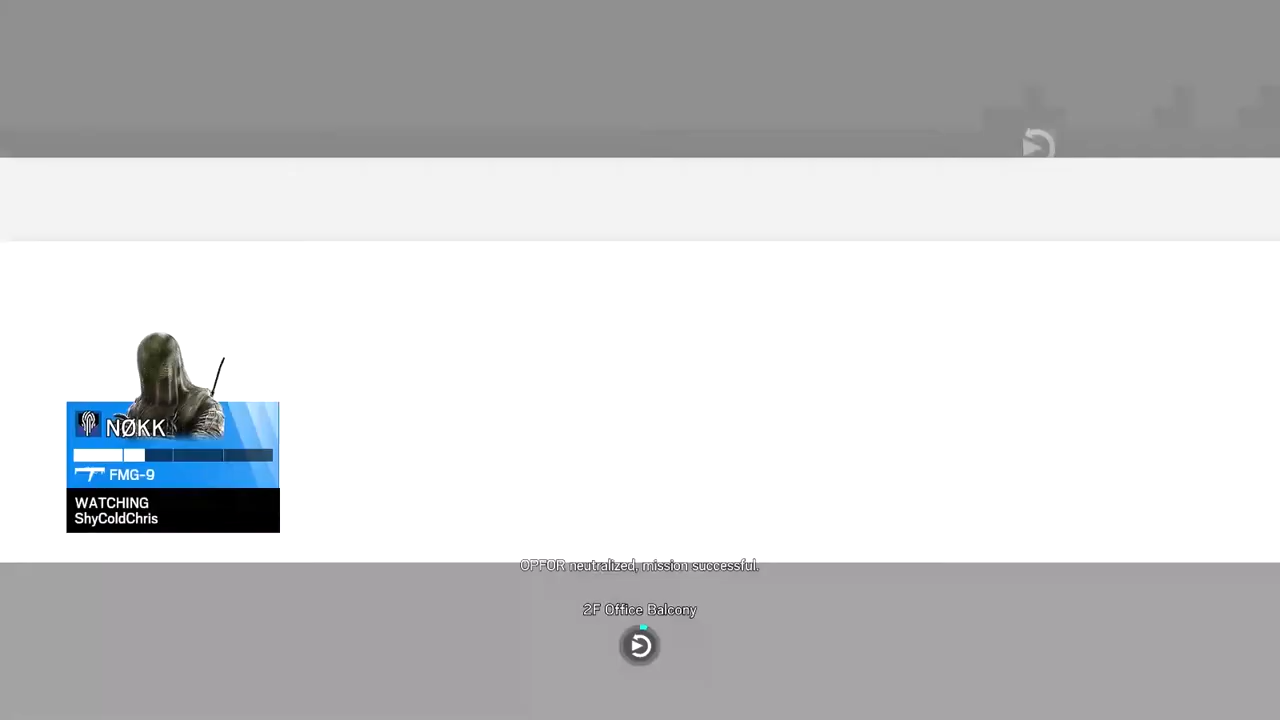 NØKK
FMG-9
WATCHING
ShyColdChris
OPFOR neutralized, mission successful.
2F Office Balcony